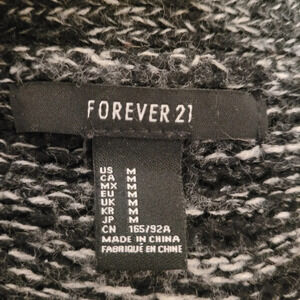 FOREVER 21
US M
CA M
MX M
EU M
UK M
KR M
JP M
CN 165/92A
MADE IN CHINA
FABRIQUÉ EN CHINE